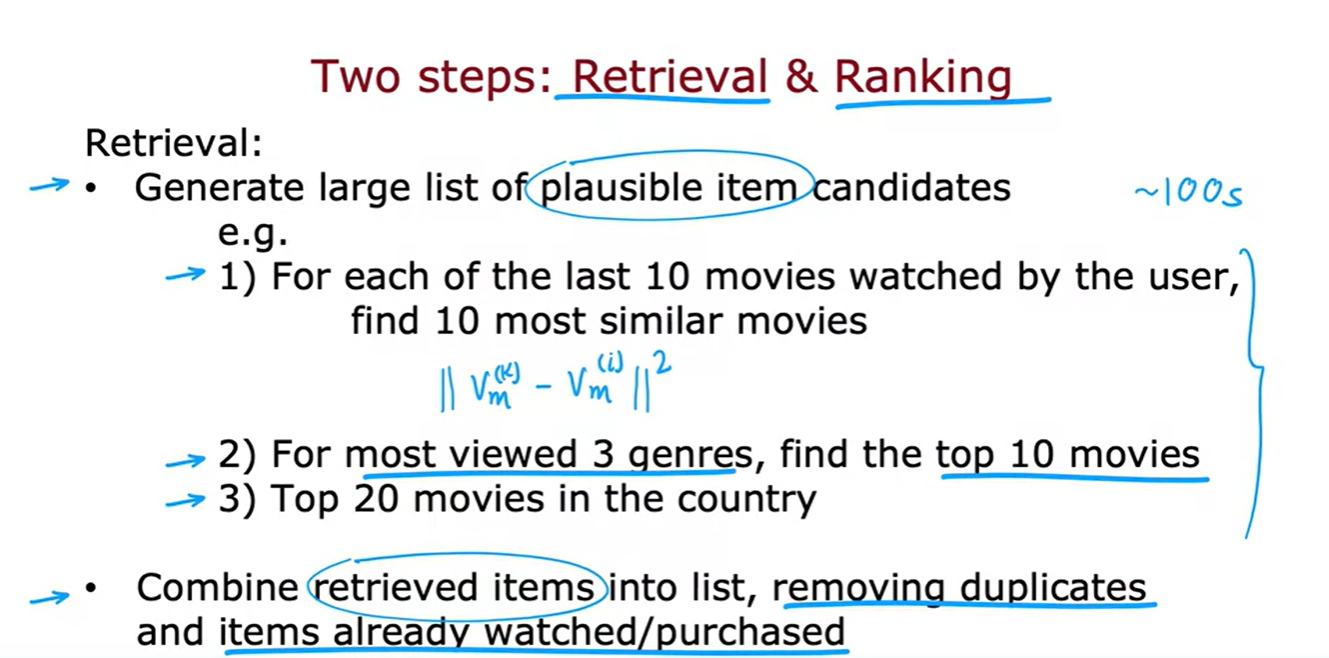 Two steps: Retrieval & Ranking
Retrieval:
→ • Generate large list of plausible item candidates ~100s
e.g.
→ 1) For each of the last 10 movies watched by the user,
find 10 most similar movies
|| Vm^(k) - Vm^(i) ||^2
→ 2) For most viewed 3 genres, find the top 10 movies
→ 3) Top 20 movies in the country
→ • Combine retrieved items into list, removing duplicates
and items already watched/purchased